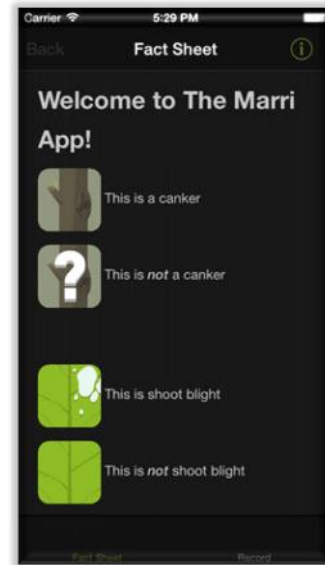 Carrier 5:29 PM
Back Fact Sheet i
Welcome to The Marri
App!
This is a canker
?
This is not a canker
This is shoot blight
This is not shoot blight
Fact Sheet Record